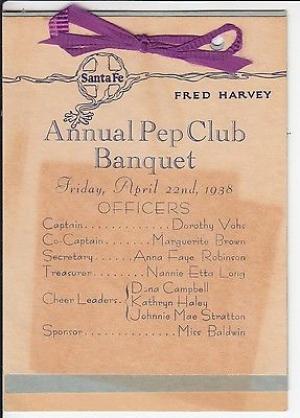 Santa Fe
FRED HARVEY
Annual Pep Club
Banquet
Friday, April 22nd, 1938
OFFICERS
Captain.............. Dorothy Vohs
Co-Captain....... Marguerite Brown
Secretary...... Anna Faye Robinson
Treasurer......... Nannie Etta Long
Dana Campbell
Cheer Leaders. Kathryn Haley
Johnnie Mae Stratton
Sponsor.............. Miss Baldwin